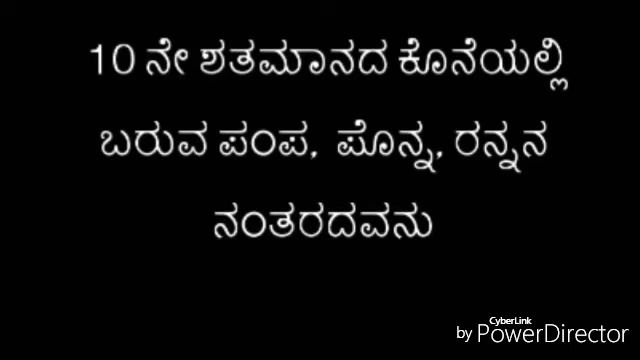 10 ನೇ ಶತಮಾನದ ಕೊನೆಯಲ್ಲಿ
ಬರುವ ಪಂಪ, ಪೊನ್ನ, ರನ್ನನ
ನಂತರದವನು
CyberLink
by PowerDirector